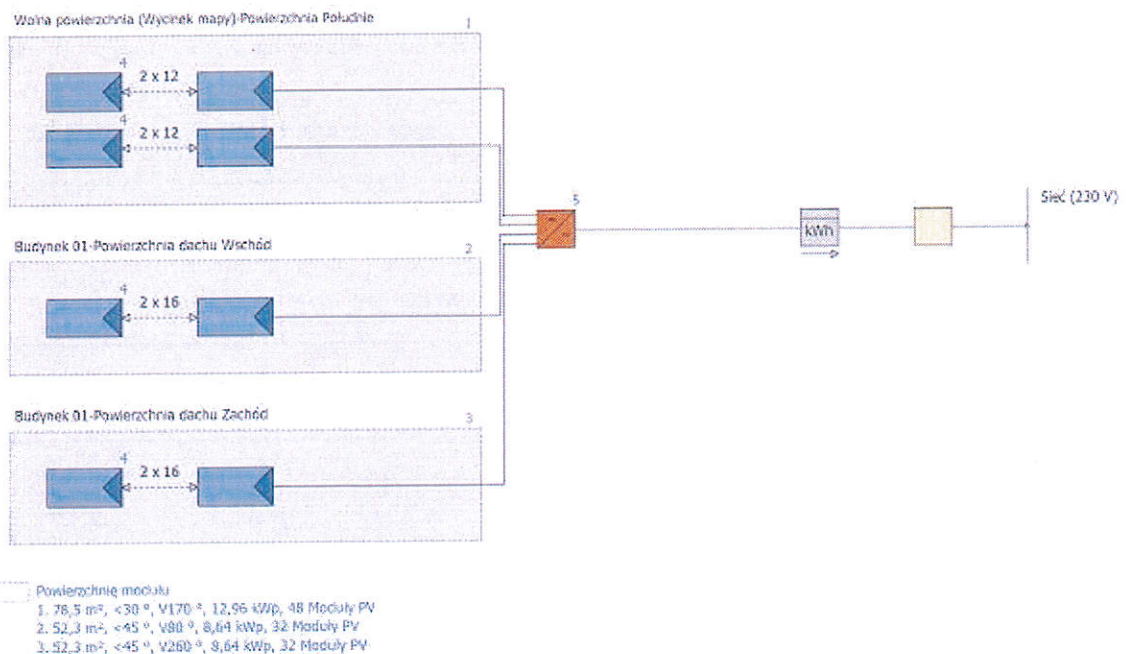 Wolna powierzchnia (Wycinek mapy)-Powierzchnia Południe
1
4
2 x 12
4
2 x 12
5
Sieć (230 V)
kWh
Budynek 01-Powierzchnia dachu Wschód
2
4
2 x 16
Budynek 01-Powierzchnia dachu Zachód
3
4
2 x 16
Powierzchnię modułu
1. 78,5 m², <30 °, V170 °, 12,96 kWp, 48 Moduły PV
2. 52,3 m², <45 °, V80 °, 8,64 kWp, 32 Moduły PV
3. 52,3 m², <45 °, V260 °, 8,64 kWp, 32 Moduły PV